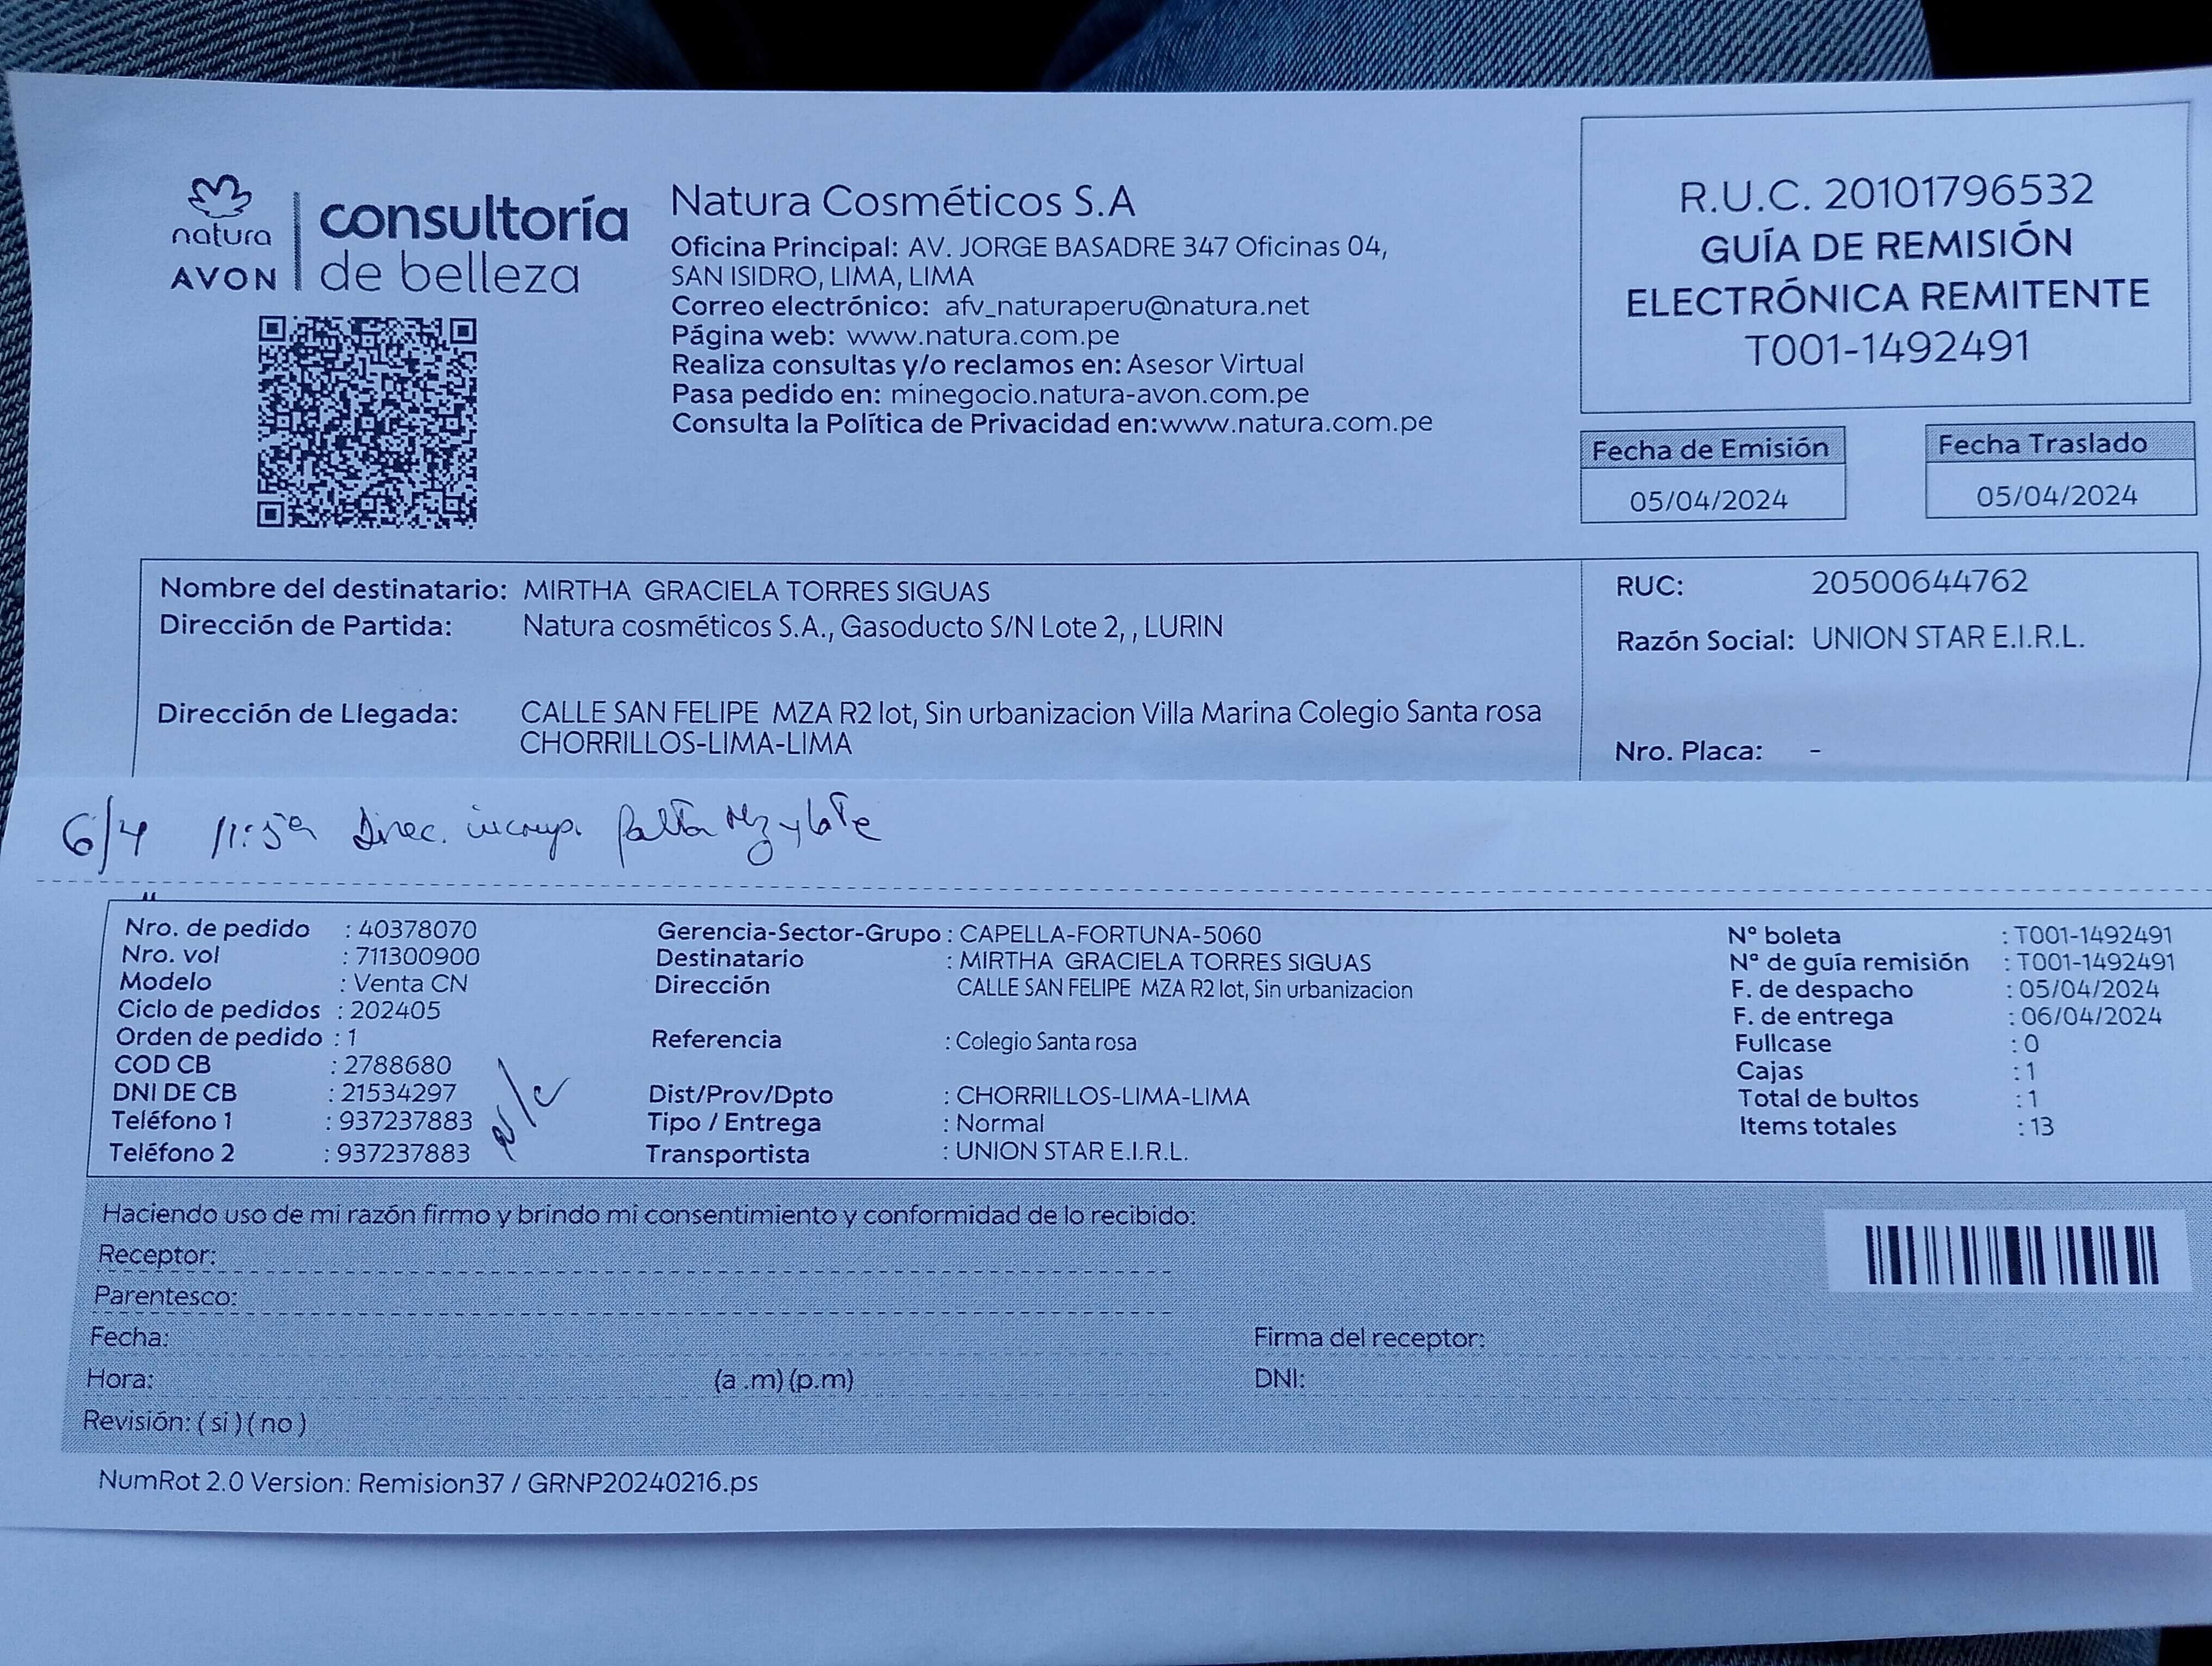 natura
AVON
consultoría
de belleza
Natura Cosméticos S.A
Oficina Principal: AV. JORGE BASADRE 347 Oficinas 04,
SAN ISIDRO, LIMA, LIMA
Correo electrónico: afv_naturaperu@natura.net
Página web: www.natura.com.pe
Realiza consultas y/o reclamos en: Asesor Virtual
Pasa pedido en: minegocio.natura-avon.com.pe
Consulta la Política de Privacidad en:www.natura.com.pe
R.U.C. 20101796532
GUÍA DE REMISIÓN
ELECTRÓNICA REMITENTE
T001-1492491
Fecha de Emisión
05/04/2024
Fecha Traslado
05/04/2024
Nombre del destinatario: MIRTHA GRACIELA TORRES SIGUAS
Dirección de Partida: Natura cosméticos S.A., Gasoducto S/N Lote 2, , LURIN
Dirección de Llegada: CALLE SAN FELIPE MZA R2 lot, Sin urbanizacion Villa Marina Colegio Santa rosa
CHORRILLOS-LIMA-LIMA
RUC: 20500644762
Razón Social: UNION STAR E.I.R.L.
Nro. Placa: -
6/4 Direc. incomp. falta Mz y lote
Nro. de pedido : 40378070
Nro. vol : 711300900
Modelo : Venta CN
Ciclo de pedidos : 202405
Orden de pedido : 1
COD CB : 2788680
DNI DE CB : 21534297
Teléfono 1 : 937237883
Teléfono 2 : 937237883
Gerencia-Sector-Grupo : CAPELLA-FORTUNA-5060
Destinatario : MIRTHA GRACIELA TORRES SIGUAS
Dirección CALLE SAN FELIPE MZA R2 lot, Sin urbanizacion
Referencia : Colegio Santa rosa
Dist/Prov/Dpto : CHORRILLOS-LIMA-LIMA
Tipo / Entrega : Normal
Transportista : UNION STAR E.I.R.L.
N° boleta : T001-1492491
N° de guía remisión : T001-1492491
F. de despacho : 05/04/2024
F. de entrega : 06/04/2024
Fullcase : 0
Cajas : 1
Total de bultos : 1
Items totales : 13
Haciendo uso de mi razón firmo y brindo mi consentimiento y conformidad de lo recibido:
Receptor:
Parentesco:
Fecha:
Hora: (a .m) (p.m)
Revisión: ( si ) ( no )
Firma del receptor:
DNI:
NumRot 2.0 Version: Remision37 / GRNP20240216.ps